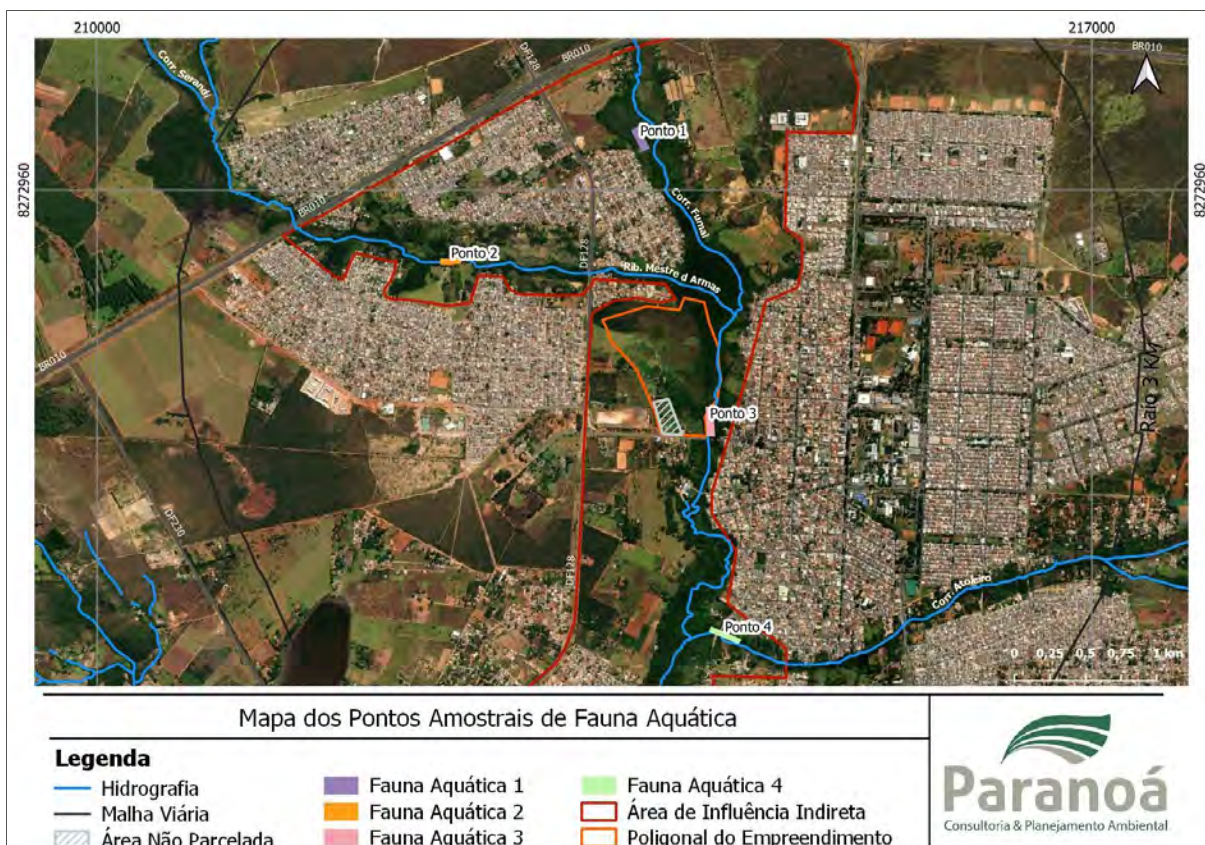 210000
217000
BR010
Corr. Sarandi
DF128
BR010
Ponto 1
8272960
8272960
BR010
Corr. Fumal
Ponto 2
DF128
Rib. Mestre d Armas
BR010
Ponto 3
Raio 3 KM
DF230
DF128
Corr. Atoleiro
Ponto 4
0 0,25 0,5 0,75 1 km
Mapa dos Pontos Amostrais de Fauna Aquática
Legenda
Hidrografia
Malha Viária
Área Não Parcelada
Fauna Aquática 1
Fauna Aquática 2
Fauna Aquática 3
Fauna Aquática 4
Área de Influência Indireta
Poligonal do Empreendimento
Paranoá
Consultoria & Planejamento Ambiental